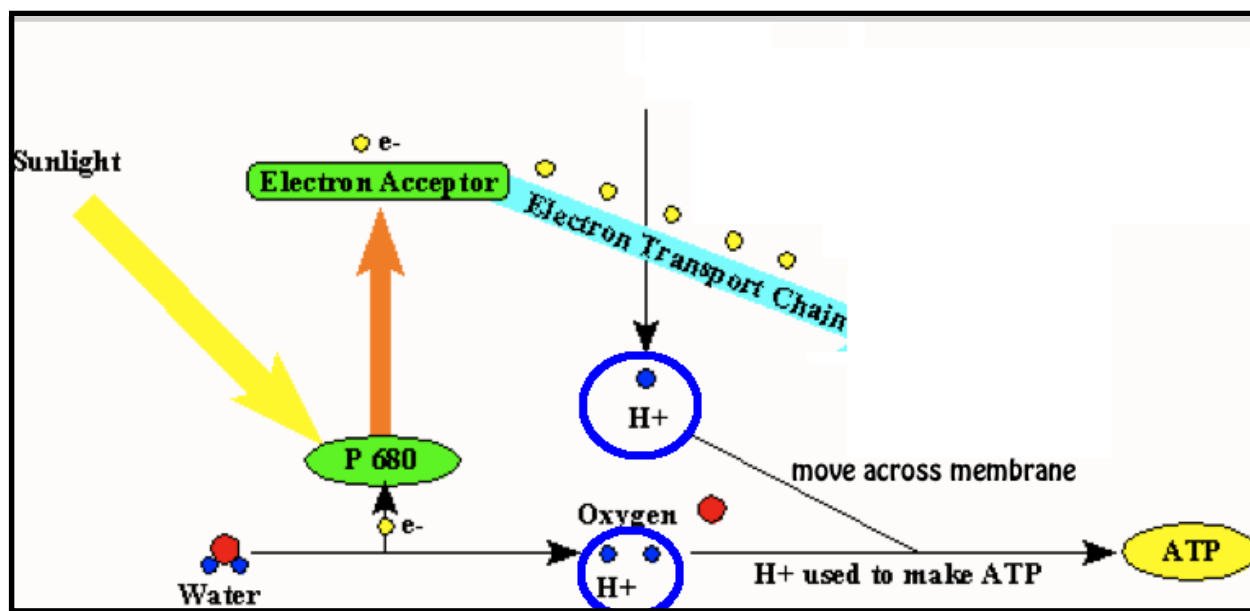 e-
Sunlight
Electron Acceptor
Electron Transport Chain
H+
P 680
move across membrane
e-
Oxygen
ATP
Water
H+
H+ used to make ATP